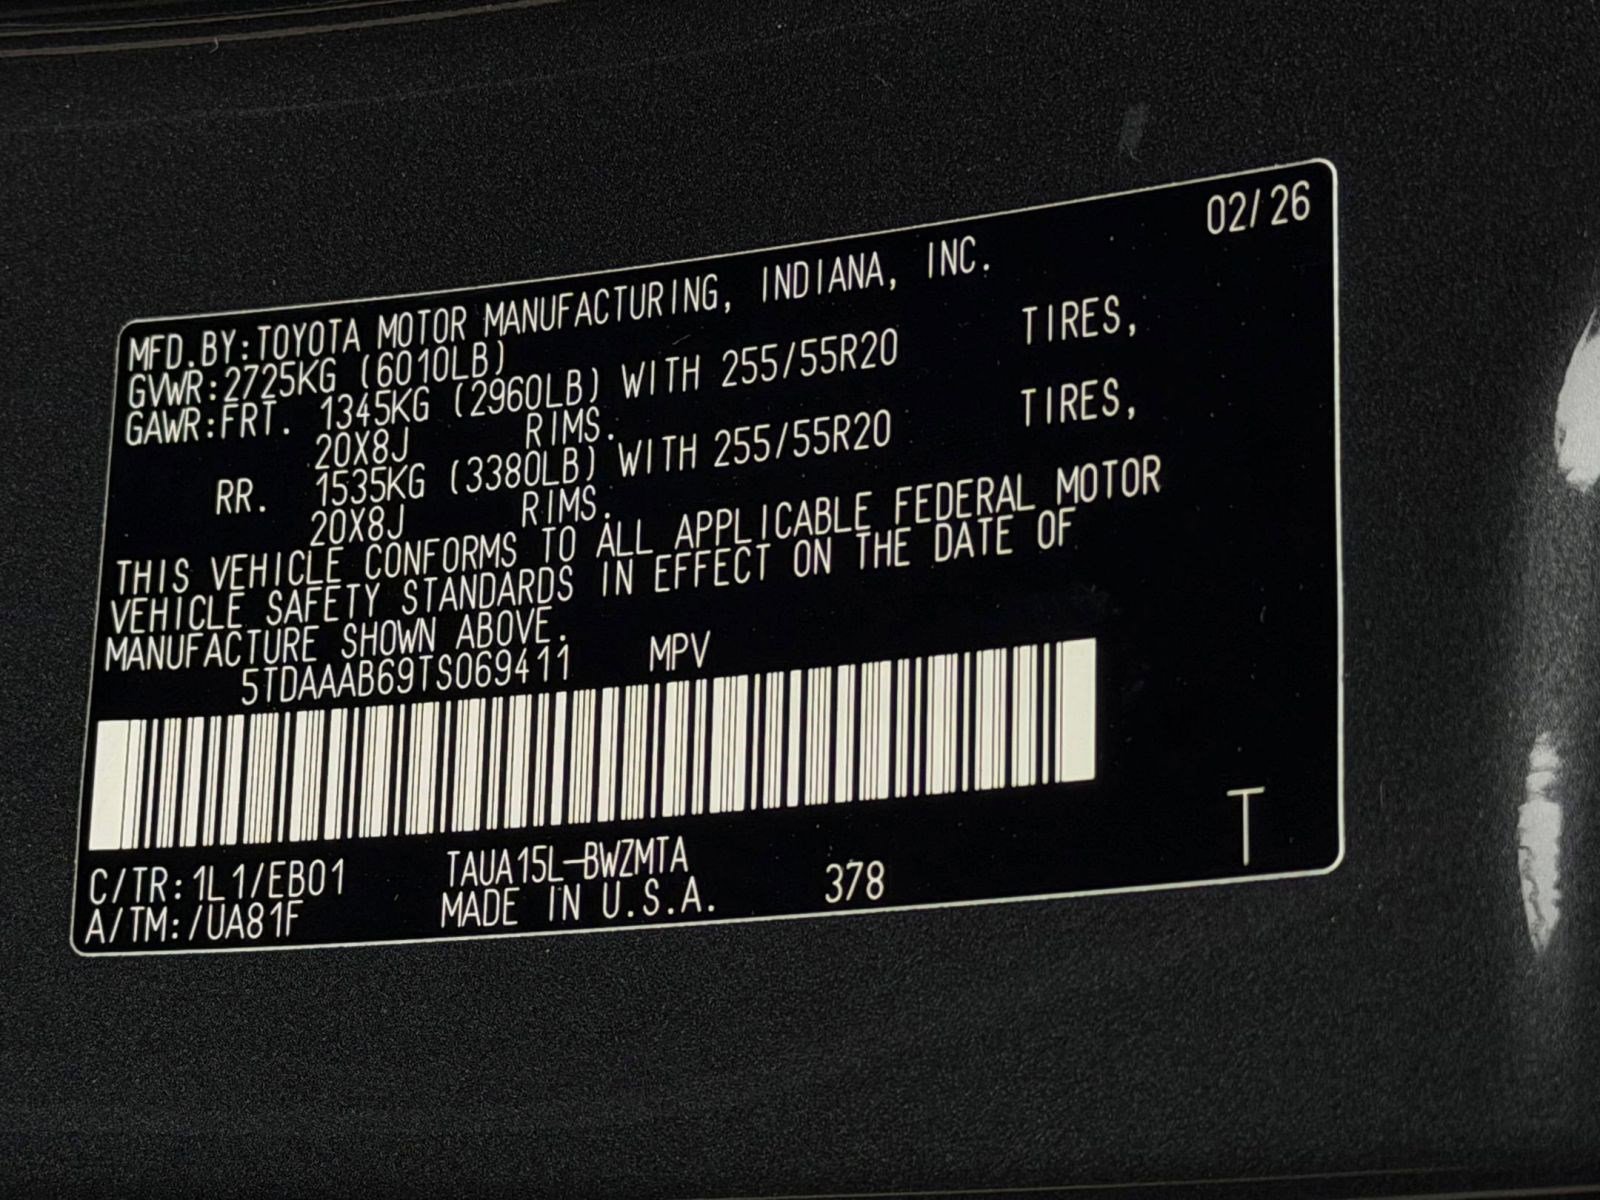 02/26
MFD.BY:TOYOTA MOTOR MANUFACTURING, INDIANA, INC.
GVWR:2725KG (6010LB)
GAWR:FRT. 1345KG (2960LB) WITH 255/55R20 TIRES,
20X8J RIMS.
RR. 1535KG (3380LB) WITH 255/55R20 TIRES,
20X8J RIMS.
THIS VEHICLE CONFORMS TO ALL APPLICABLE FEDERAL MOTOR
VEHICLE SAFETY STANDARDS IN EFFECT ON THE DATE OF
MANUFACTURE SHOWN ABOVE.
5TDAAAB69TS069411 MPV
C/TR:1L1/EB01 TAUA15L-BWZMTA
A/TM:/UA81F MADE IN U.S.A. 378
T